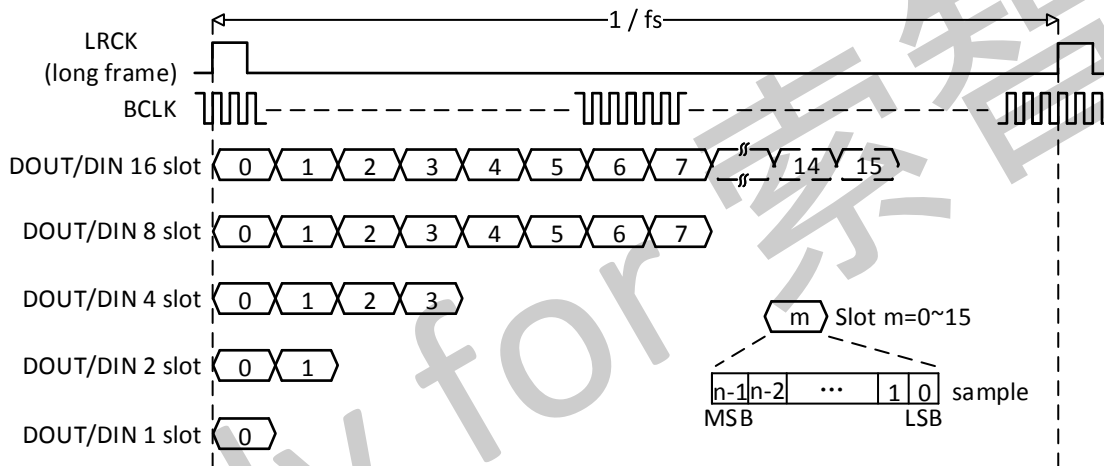 1 / fs
LRCK
(long frame)
BCLK
DOUT/DIN 16 slot 0 1 2 3 4 5 6 7 14 15
DOUT/DIN 8 slot 0 1 2 3 4 5 6 7
DOUT/DIN 4 slot 0 1 2 3
m Slot m=0~15
DOUT/DIN 2 slot 0 1
n-1 n-2 ··· 1 0 sample
MSB LSB
DOUT/DIN 1 slot 0
for 索智